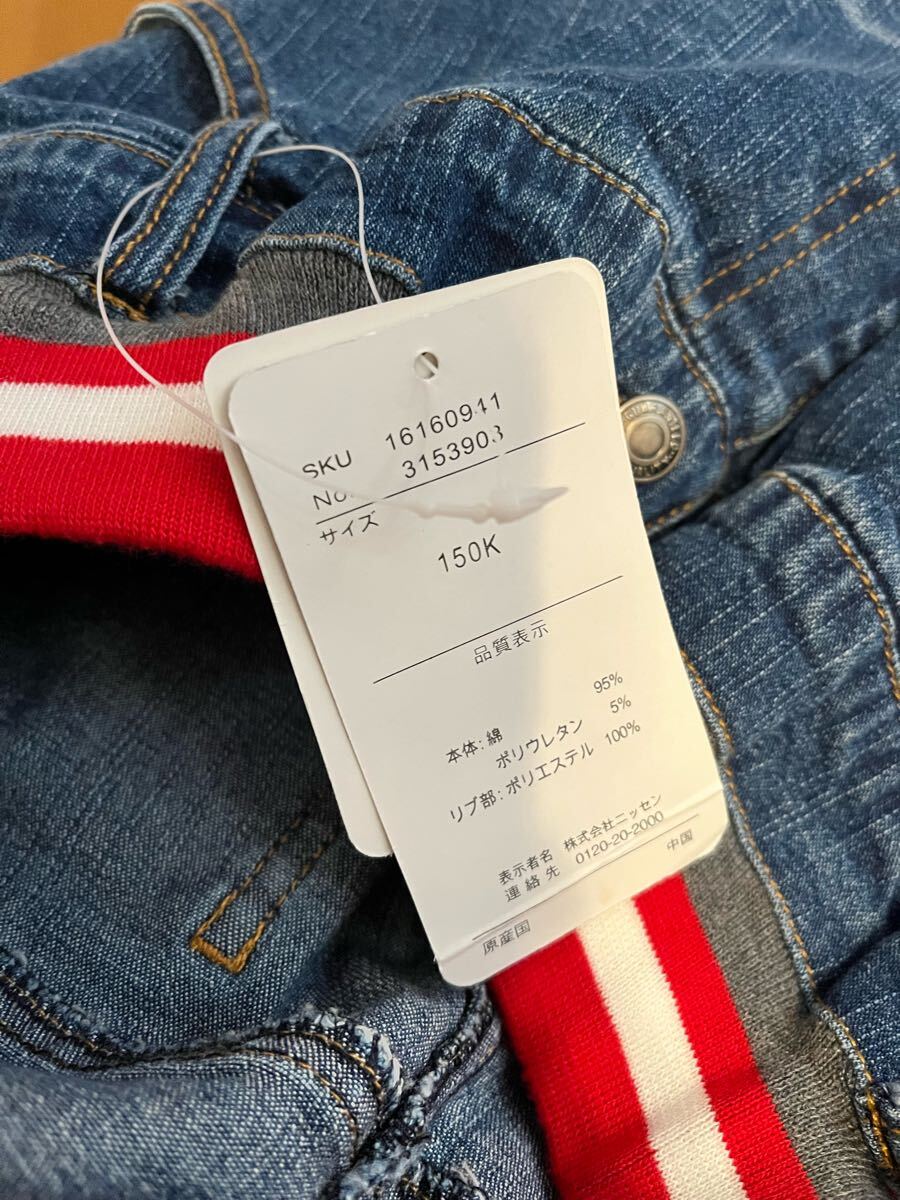 SKU 16160941
No. 3153903
サイズ
150K
品質表示
本体:綿 95%
ポリウレタン 5%
リブ部:ポリエステル 100%
表示者名 株式会社ニッセン
連絡先 0120-20-2000
原産国 中国